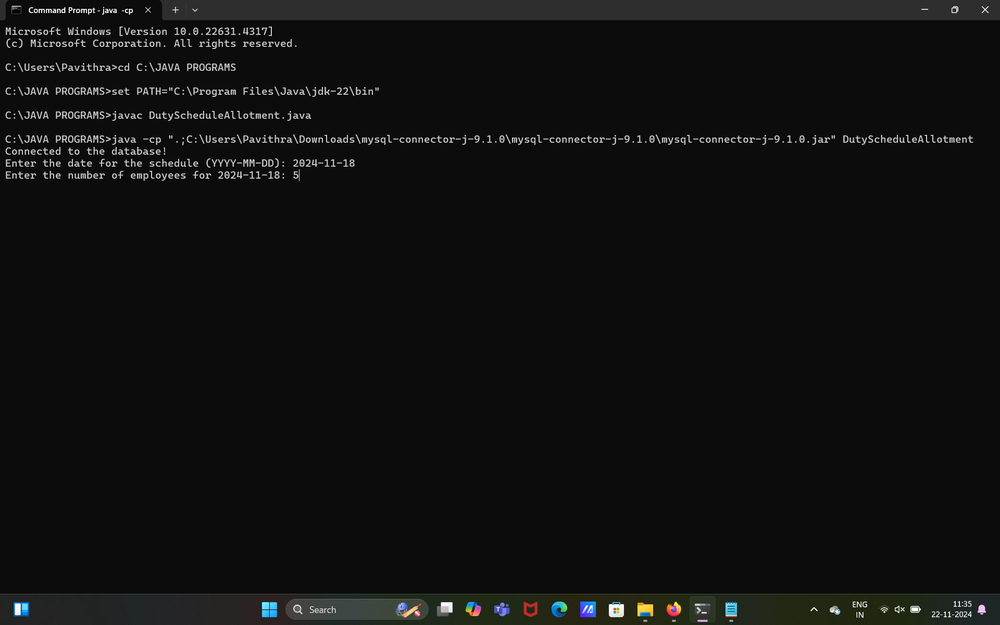 Command Prompt - java  -cp
Microsoft Windows [Version 10.0.22631.4317]
(c) Microsoft Corporation. All rights reserved.
C:\Users\Pavithra>cd C:\JAVA PROGRAMS
C:\JAVA PROGRAMS>set PATH="C:\Program Files\Java\jdk-22\bin"
C:\JAVA PROGRAMS>javac DutyScheduleAllotment.java
C:\JAVA PROGRAMS>java -cp ".;C:\Users\Pavithra\Downloads\mysql-connector-j-9.1.0\mysql-connector-j-9.1.0\mysql-connector-j-9.1.0.jar" DutyScheduleAllotment
Connected to the database!
Enter the date for the schedule (YYYY-MM-DD): 2024-11-18
Enter the number of employees for 2024-11-18: 5
Search
ENG
IN
11:35
22-11-2024